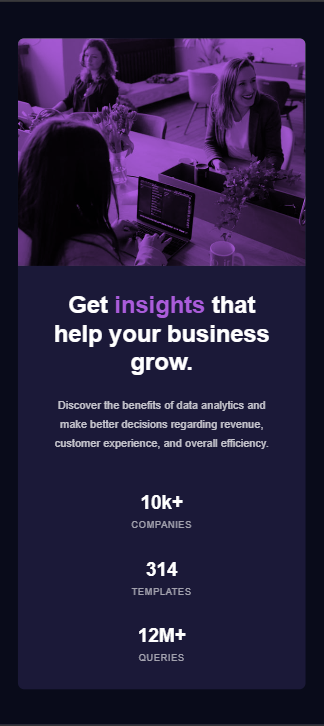 Get insights that
help your business
grow.
Discover the benefits of data analytics and
make better decisions regarding revenue,
customer experience, and overall efficiency.
10k+
COMPANIES
314
TEMPLATES
12M+
QUERIES